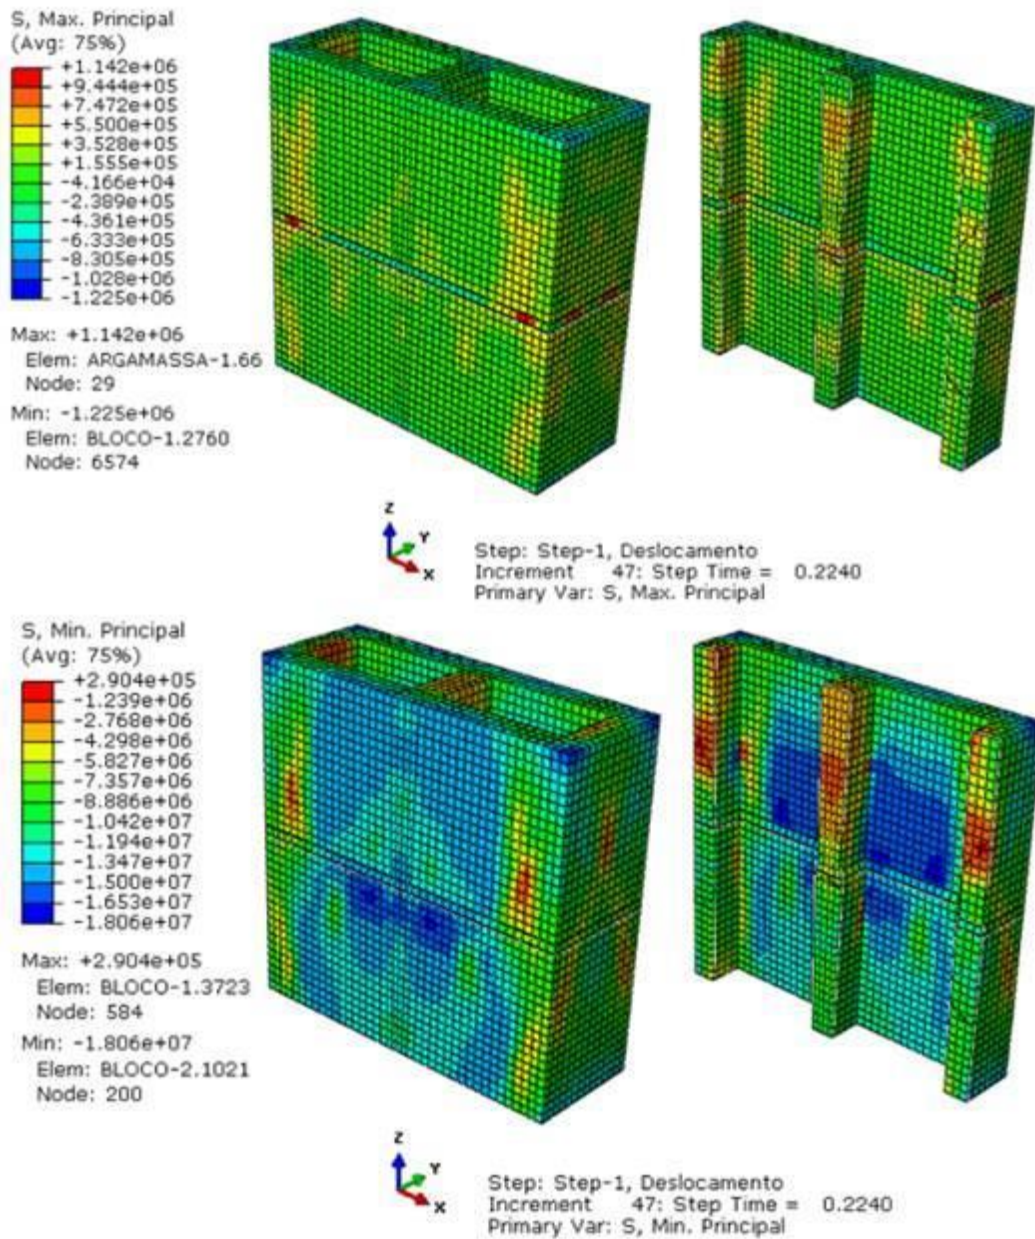 S, Max. Principal
(Avg: 75%)
+1.142e+06
+9.444e+05
+7.472e+05
+5.500e+05
+3.528e+05
+1.555e+05
-4.166e+04
-2.389e+05
-4.361e+05
-6.333e+05
-8.305e+05
-1.028e+06
-1.225e+06
Max: +1.142e+06
Elem: ARGAMASSA-1.66
Node: 29
Min: -1.225e+06
Elem: BLOCO-1.2760
Node: 6574
Z
Y
X
Step: Step-1, Deslocamento
Increment 47: Step Time = 0.2240
Primary Var: S, Max. Principal
S, Min. Principal
(Avg: 75%)
+2.904e+05
-1.239e+06
-2.768e+06
-4.298e+06
-5.827e+06
-7.357e+06
-8.886e+06
-1.042e+07
-1.194e+07
-1.347e+07
-1.500e+07
-1.653e+07
-1.806e+07
Max: +2.904e+05
Elem: BLOCO-1.3723
Node: 584
Min: -1.806e+07
Elem: BLOCO-2.1021
Node: 200
Z
Y
X
Step: Step-1, Deslocamento
Increment 47: Step Time = 0.2240
Primary Var: S, Min. Principal